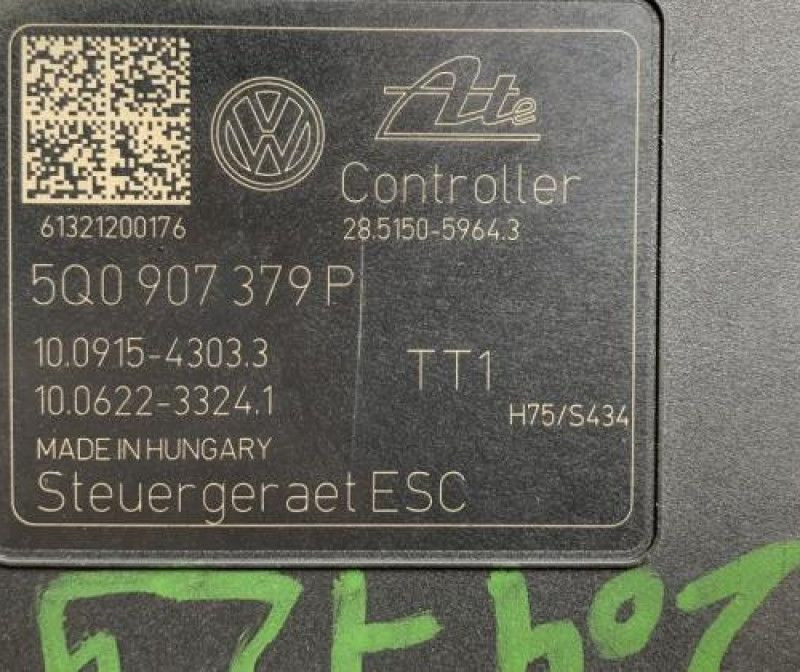 Ate
Controller
61321200176
28.5150-5964.3
5Q0 907 379 P
10.0915-4303.3
10.0622-3324.1
TT1
H75/S434
MADE IN HUNGARY
Steuergeraet ESC